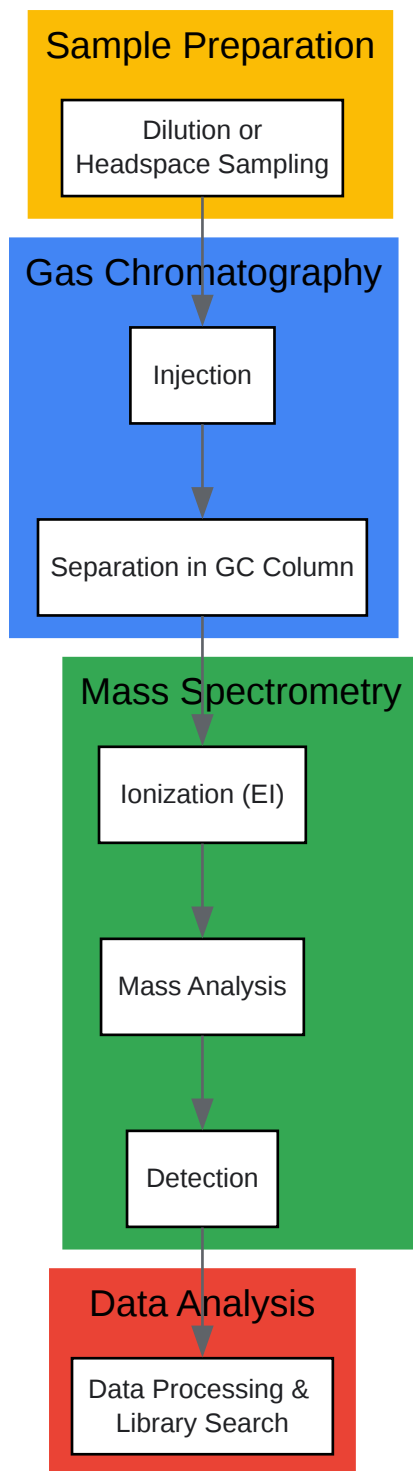 Sample Preparation
Dilution or
Headspace Sampling
Gas Chromatography
Injection
Separation in GC Column
Mass Spectrometry
Ionization (EI)
Mass Analysis
Detection
Data Analysis
Data Processing &
Library Search